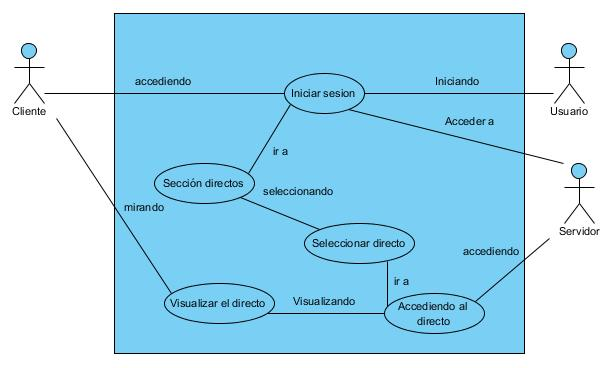 accediendo
Iniciar sesion
Iniciando
Cliente
Usuario
Acceder a
ir a
Sección directos
seleccionando
mirando
Servidor
Seleccionar directo
accediendo
ir a
Visualizar el directo
Visualizando
Accediendo al
directo